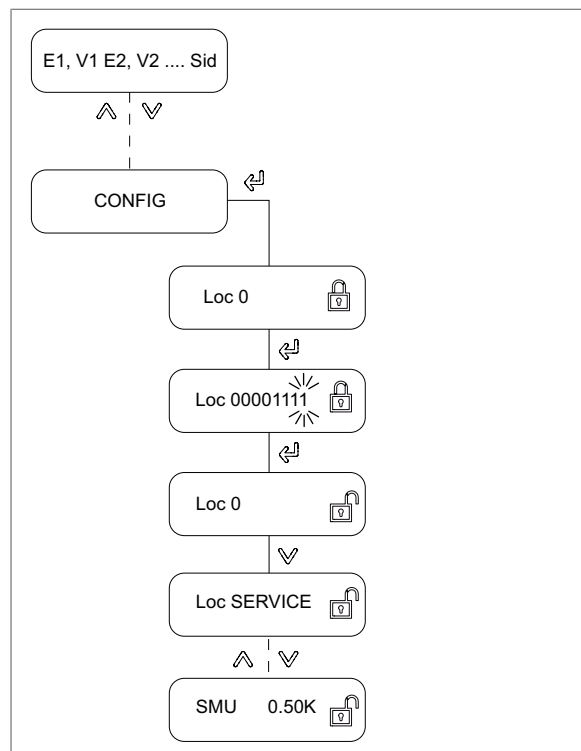 E1, V1 E2, V2 .... Sid
CONFIG
Loc 0
Loc 00001111
Loc 0
Loc SERVICE
SMU 0.50K